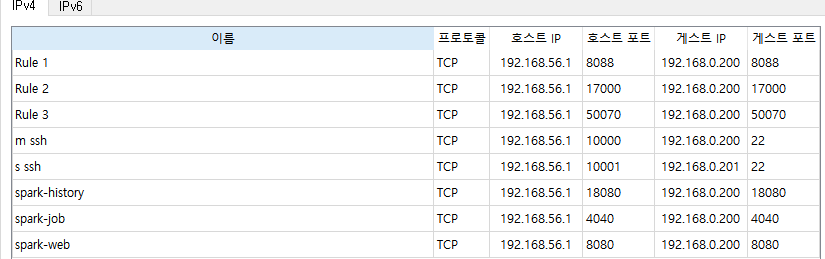 IPv4 IPv6
이름 프로토콜 호스트 IP 호스트 포트 게스트 IP 게스트 포트
Rule 1 TCP 192.168.56.1 8088 192.168.0.200 8088
Rule 2 TCP 192.168.56.1 17000 192.168.0.200 17000
Rule 3 TCP 192.168.56.1 50070 192.168.0.200 50070
m ssh TCP 192.168.56.1 10000 192.168.0.200 22
s ssh TCP 192.168.56.1 10001 192.168.0.201 22
spark-history TCP 192.168.56.1 18080 192.168.0.200 18080
spark-job TCP 192.168.56.1 4040 192.168.0.200 4040
spark-web TCP 192.168.56.1 8080 192.168.0.200 8080